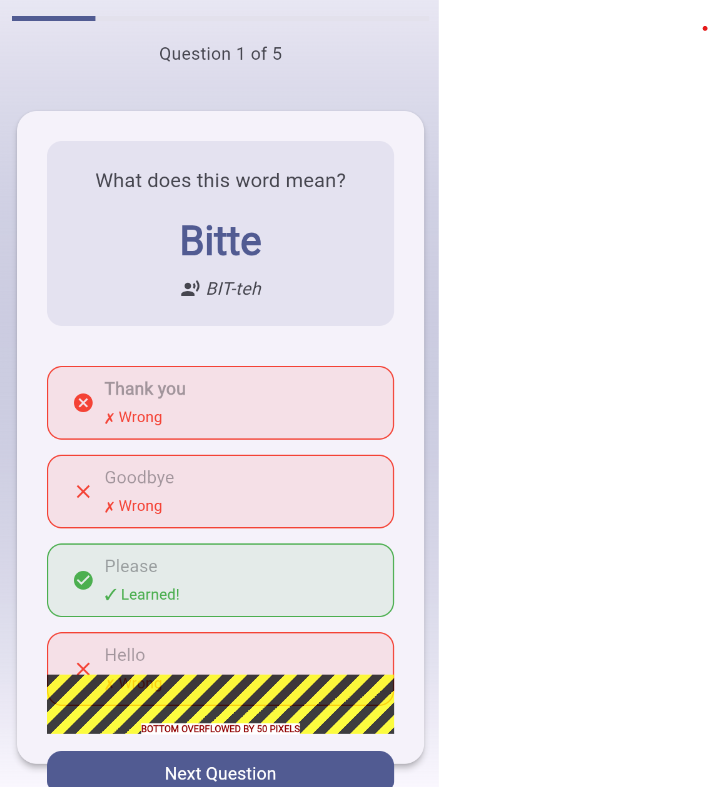 Question 1 of 5
What does this word mean?
Bitte
BIT-teh
Thank you
✗ Wrong
Goodbye
✗ Wrong
Please
✓ Learned!
Hello
✗ Wrong
BOTTOM OVERFLOWED BY 50 PIXELS
Next Question